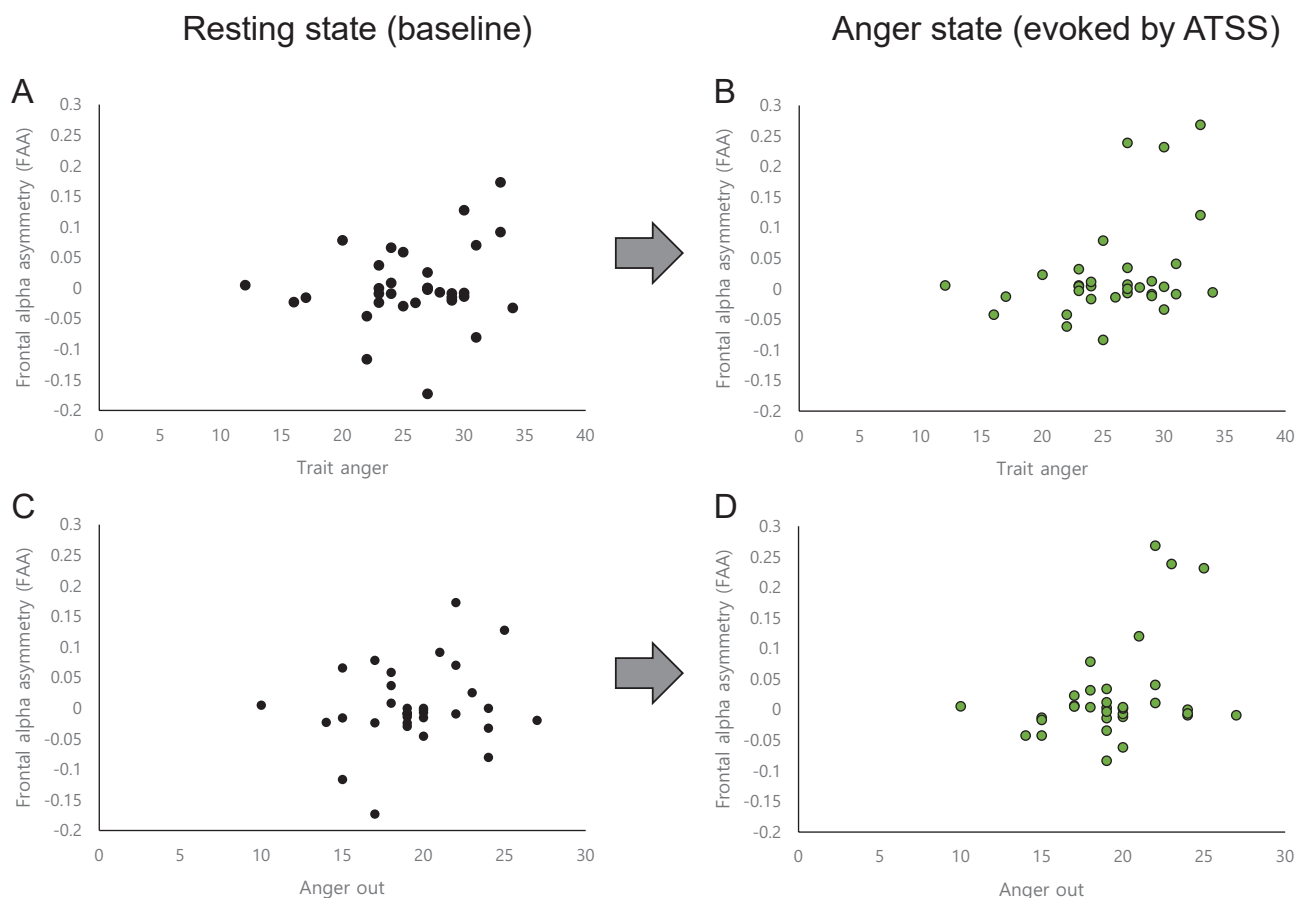 Resting state (baseline)
Anger state (evoked by ATSS)
A
Frontal alpha asymmetry (FAA)
0.3
0.25
0.2
0.15
0.1
0.05
0
-0.05
-0.1
-0.15
-0.2
0 5 10 15 20 25 30 35 40
Trait anger
B
Frontal alpha asymmetry (FAA)
0.3
0.25
0.2
0.15
0.1
0.05
0
-0.05
-0.1
-0.15
-0.2
0 5 10 15 20 25 30 35 40
Trait anger
C
Frontal alpha asymmetry (FAA)
0.3
0.25
0.2
0.15
0.1
0.05
0
-0.05
-0.1
-0.15
-0.2
0 5 10 15 20 25 30
Anger out
D
Frontal alpha asymmetry (FAA)
0.3
0.25
0.2
0.15
0.1
0.05
0
-0.05
-0.1
-0.15
-0.2
0 5 10 15 20 25 30
Anger out